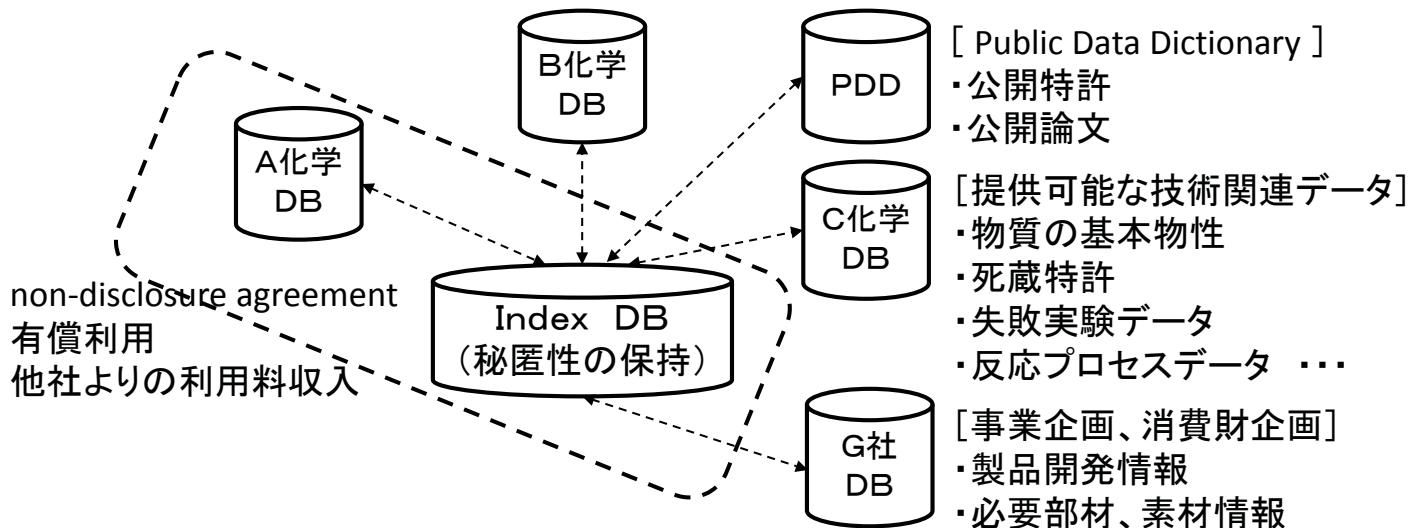 B化学
DB
A化学
DB
PDD
[ Public Data Dictionary ]
・公開特許
・公開論文
C化学
DB
[提供可能な技術関連データ]
・物質の基本物性
・死蔵特許
・失敗実験データ
・反応プロセスデータ ・・・
non-disclosure agreement
有償利用
他社よりの利用料収入
Index DB
(秘匿性の保持)
G社
DB
[事業企画、消費財企画]
・製品開発情報
・必要部材、素材情報